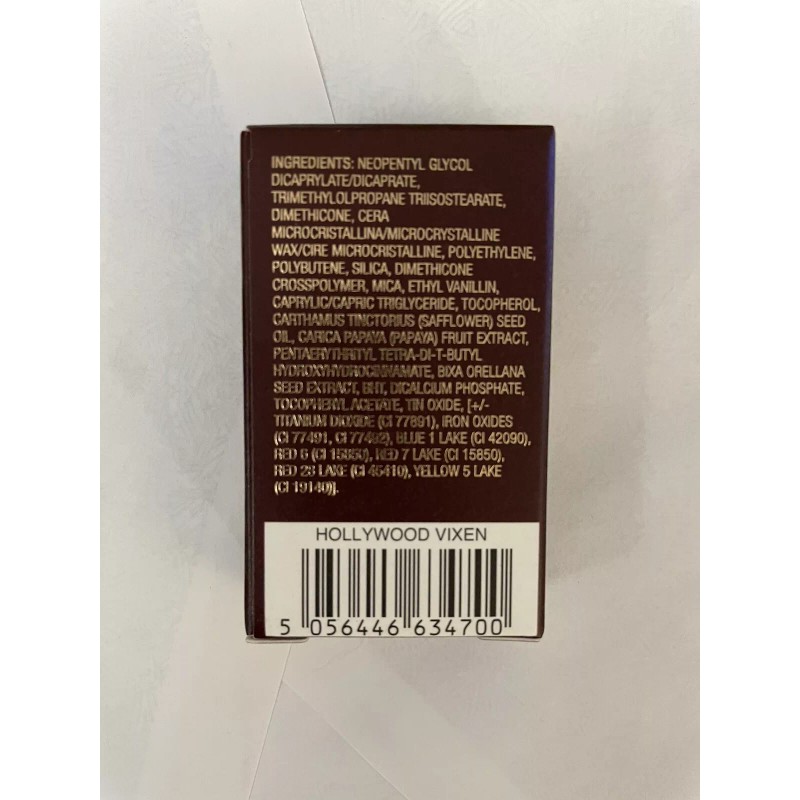 INGREDIENTS: NEOPENTYL GLYCOL
DICAPRYLATE/DICAPRATE,
TRIMETHYLOLPROPANE TRIISOSTEARATE,
DIMETHICONE, CERA
MICROCRISTALLINA/MICROCRYSTALLINE
WAX/CIRE MICROCRISTALLINE, POLYETHYLENE,
POLYBUTENE, SILICA, DIMETHICONE
CROSSPOLYMER, MICA, ETHYL VANILLIN,
CAPRYLIC/CAPRIC TRIGLYCERIDE, TOCOPHEROL,
CARTHAMUS TINCTORIUS (SAFFLOWER) SEED
OIL, CARICA PAPAYA (PAPAYA) FRUIT EXTRACT,
PENTAERYTHRITYL TETRA-DI-T-BUTYL
HYDROXYHYDROCINNAMATE, BIXA ORELLANA
SEED EXTRACT, BHT, DICALCIUM PHOSPHATE,
TOCOPHERYL ACETATE, TIN OXIDE, [+/-
TITANIUM DIOXIDE (CI 77891), IRON OXIDES
(CI 77491, CI 77492), BLUE 1 LAKE (CI 42090),
RED 6 (CI 15850), RED 7 LAKE (CI 15850),
RED 28 LAKE (CI 45410), YELLOW 5 LAKE
(CI 19140)].
HOLLYWOOD VIXEN
5 056446 634700